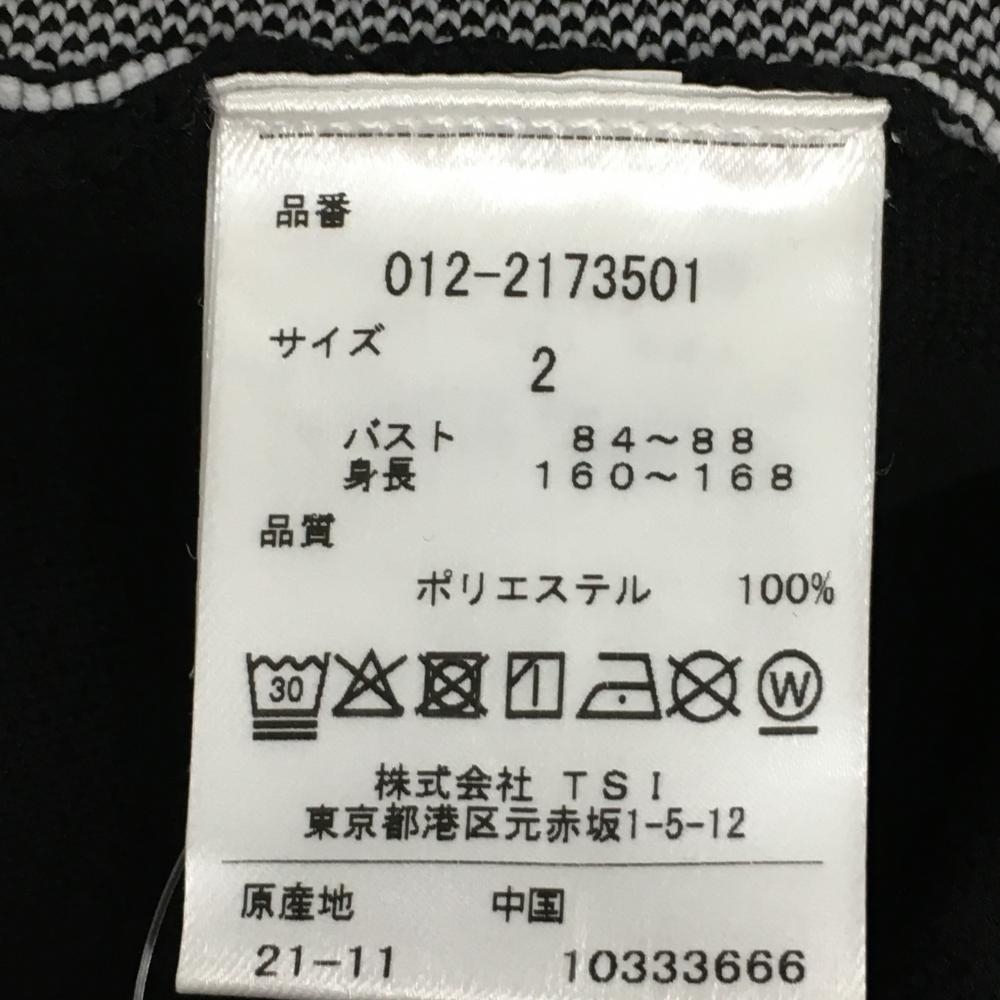 品番
012-2173501
サイズ 2
バスト 84～88
身長 160～168
品質
ポリエステル 100%
30 W
株式会社 TSI
東京都港区元赤坂1-5-12
原産地 中国
21-11 10333666